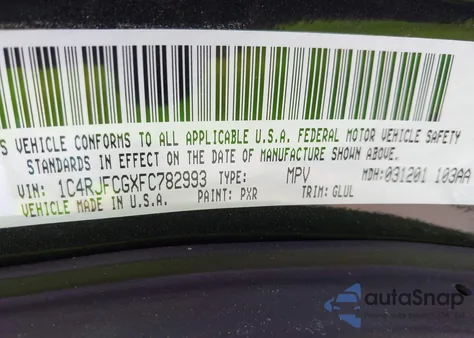 S VEHICLE CONFORMS TO ALL APPLICABLE U.S.A. FEDERAL MOTOR VEHICLE SAFETY
STANDARDS IN EFFECT ON THE DATE OF MANUFACTURE SHOWN ABOVE.
VIN: 1C4RJFCGXFC782993 TYPE: MPV MDH: 031201 103AA
VEHICLE MADE IN U.S.A. PAINT: PXR TRIM: GLUL
autoSnap